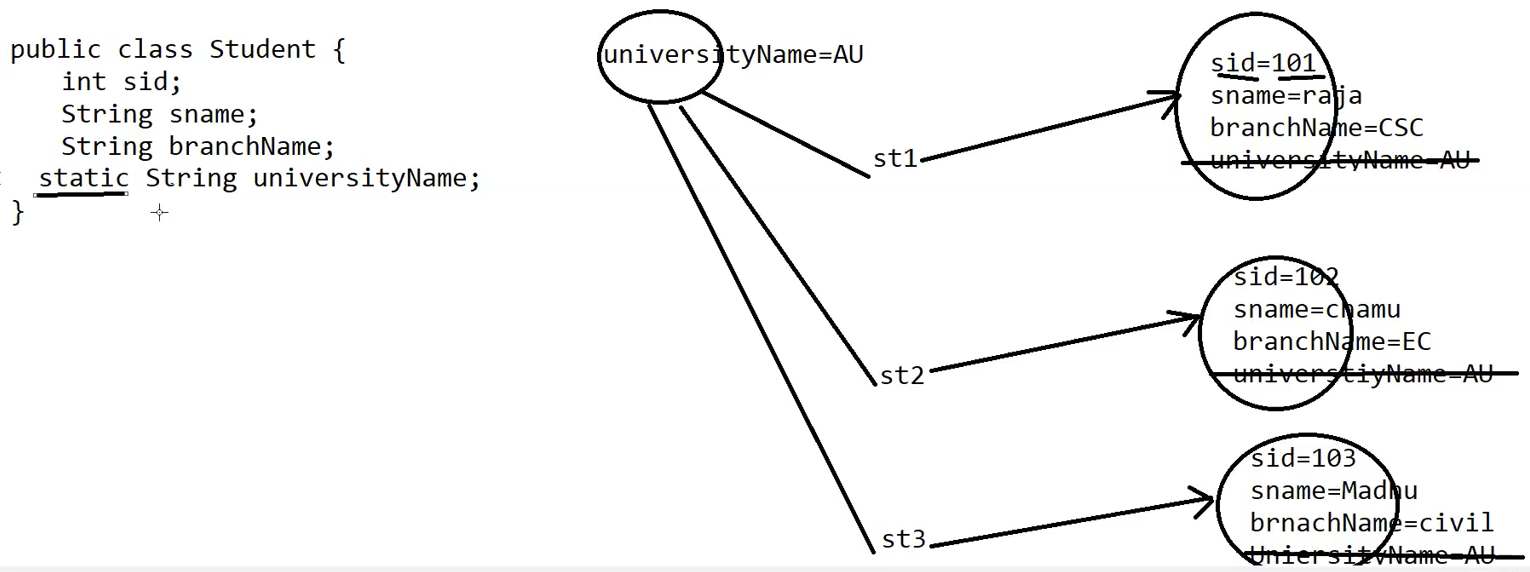 public class Student {
int sid;
String sname;
String branchName;
static String universityName;
}
universityName=AU
st1
sid=101
sname=raja
branchName=CSC
universityName=AU
st2
sid=102
sname=chamu
branchName=EC
universtiyName=AU
st3
sid=103
sname=Madhu
brnachName=civil
UniersityName=AU